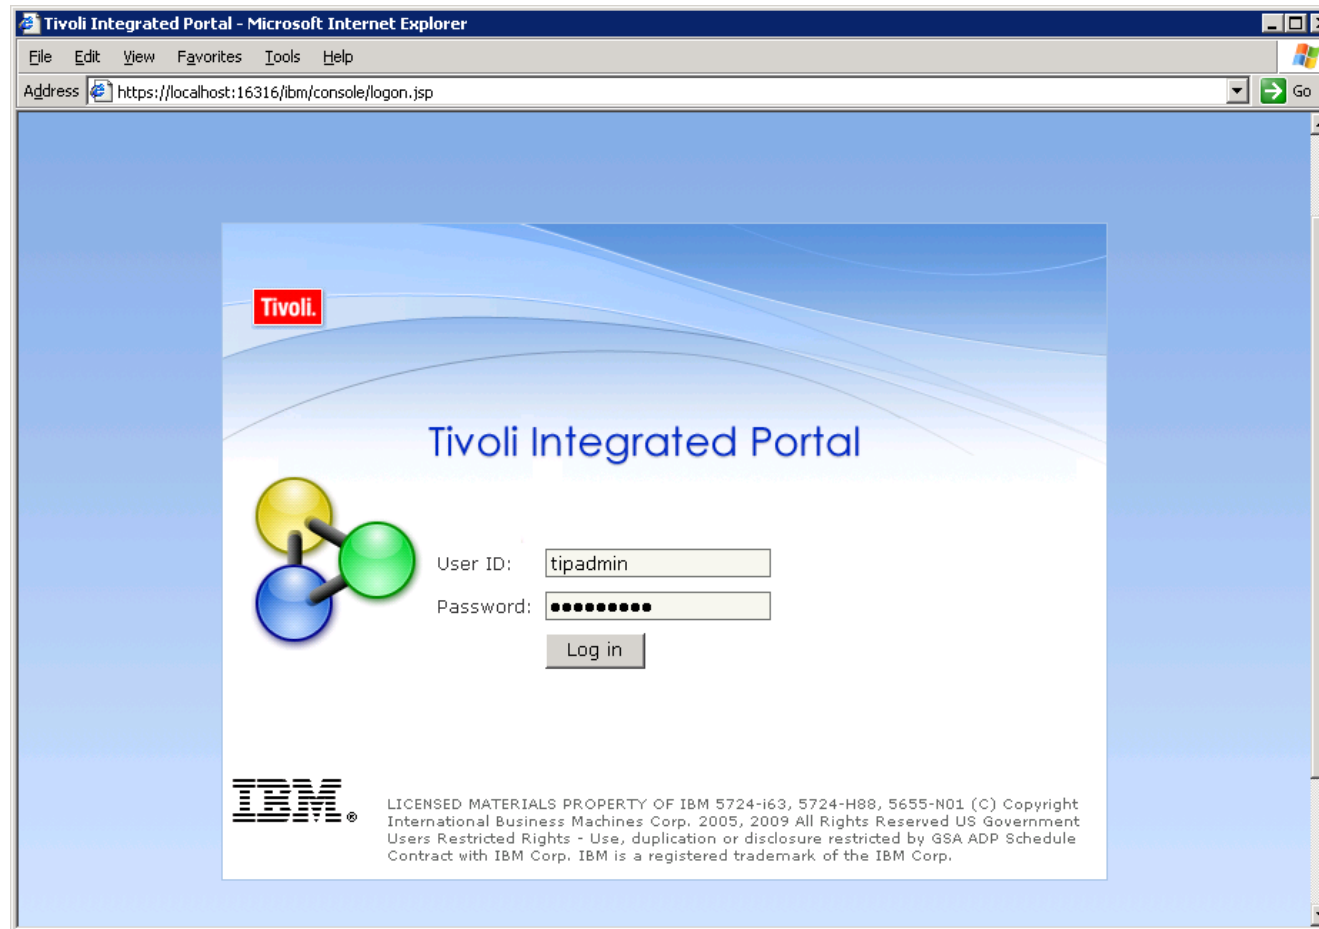 Tivoli Integrated Portal - Microsoft Internet Explorer
File Edit View Favorites Tools Help
Address https://localhost:16316/ibm/console/logon.jsp Go
Tivoli.
Tivoli Integrated Portal
User ID: tipadmin
Password: •••••••••
Log in
IBM®
LICENSED MATERIALS PROPERTY OF IBM 5724-i63, 5724-H88, 5655-N01 (C) Copyright
International Business Machines Corp. 2005, 2009 All Rights Reserved US Government
Users Restricted Rights - Use, duplication or disclosure restricted by GSA ADP Schedule
Contract with IBM Corp. IBM is a registered trademark of the IBM Corp.